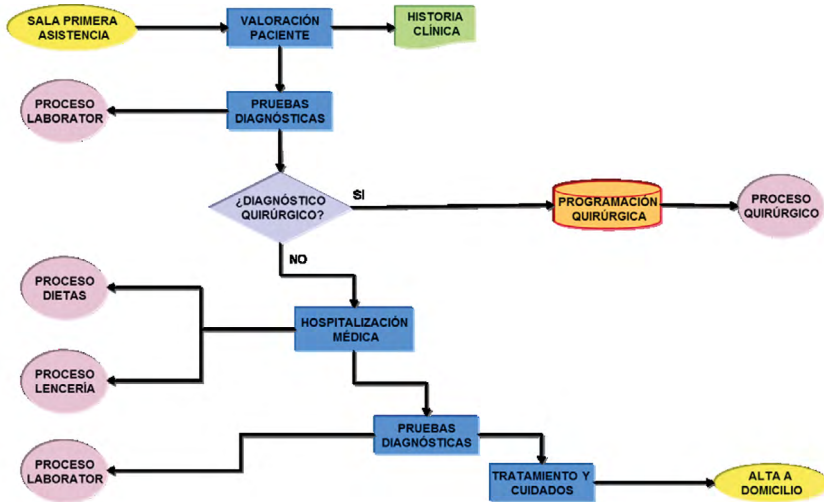 SALA PRIMERA
ASISTENCIA
VALORACIÓN
PACIENTE
HISTORIA
CLÍNICA
PROCESO
LABORATOR
PRUEBAS
DIAGNÓSTICAS
¿DIAGNÓSTICO
QUIRÚRGICO?
SI
PROGRAMACIÓN
QUIRÚRGICA
PROCESO
QUIRÚRGICO
NO
PROCESO
DIETAS
HOSPITALIZACIÓN
MÉDICA
PROCESO
LENCERÍA
PRUEBAS
DIAGNÓSTICAS
PROCESO
LABORATOR
TRATAMIENTO Y
CUIDADOS
ALTA A
DOMICILIO